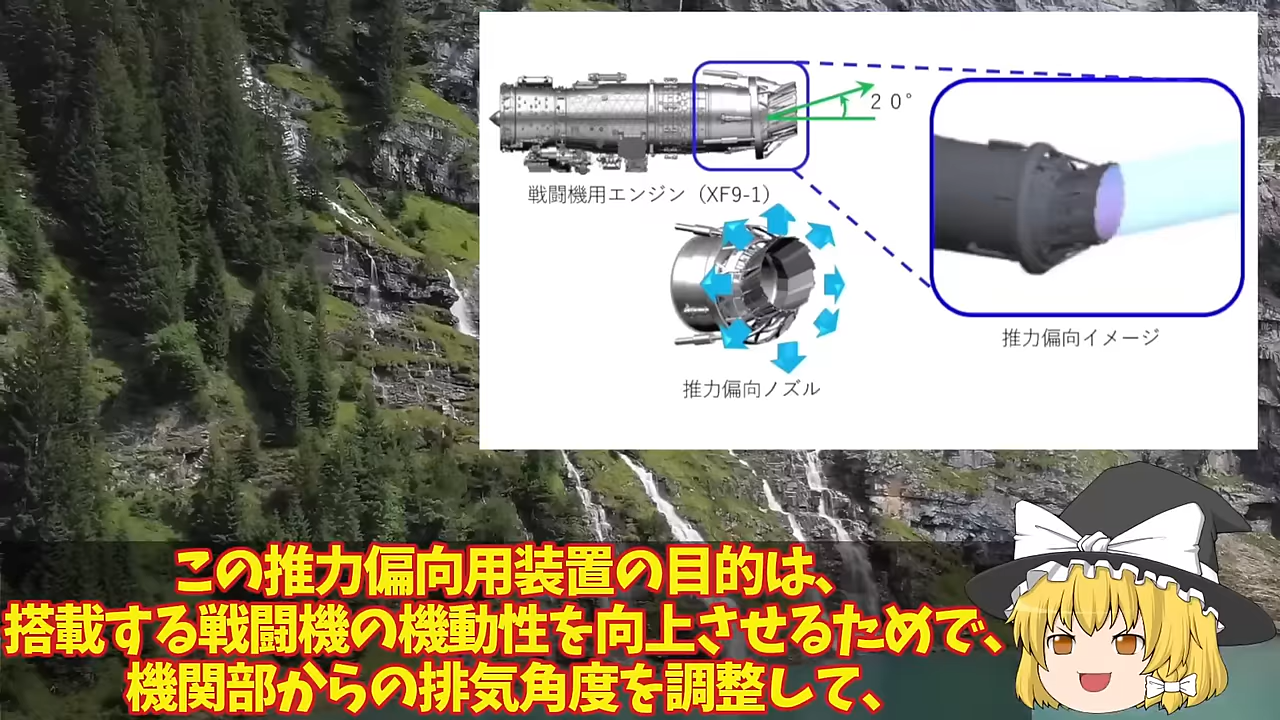 20°
戦闘機用エンジン（XF9-1）
推力偏向イメージ
推力偏向ノズル
この推力偏向用装置の目的は、
搭載する戦闘機の機動性を向上させるためで、
機関部からの排気角度を調整して、